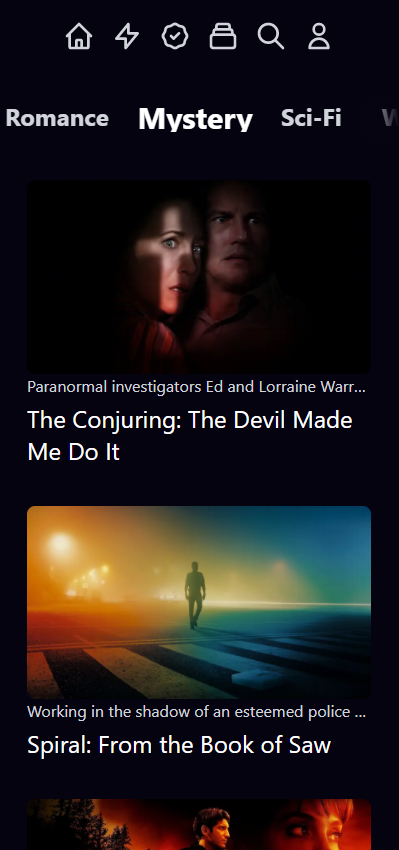 Romance Mystery Sci-Fi W
Paranormal investigators Ed and Lorraine Warr...
The Conjuring: The Devil Made
Me Do It
Working in the shadow of an esteemed police ...
Spiral: From the Book of Saw